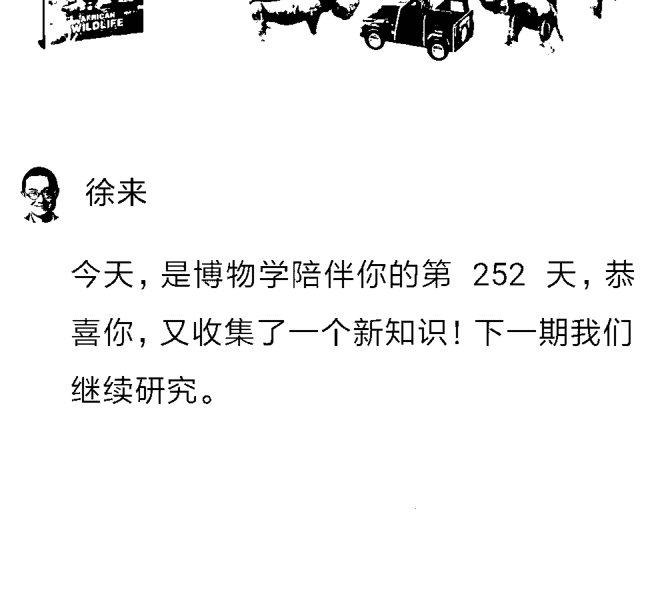 AFRICAN
WILDLIFE
徐来
今天，是博物学陪伴你的第 252 天，恭
喜你，又收集了一个新知识！下一期我们
继续研究。